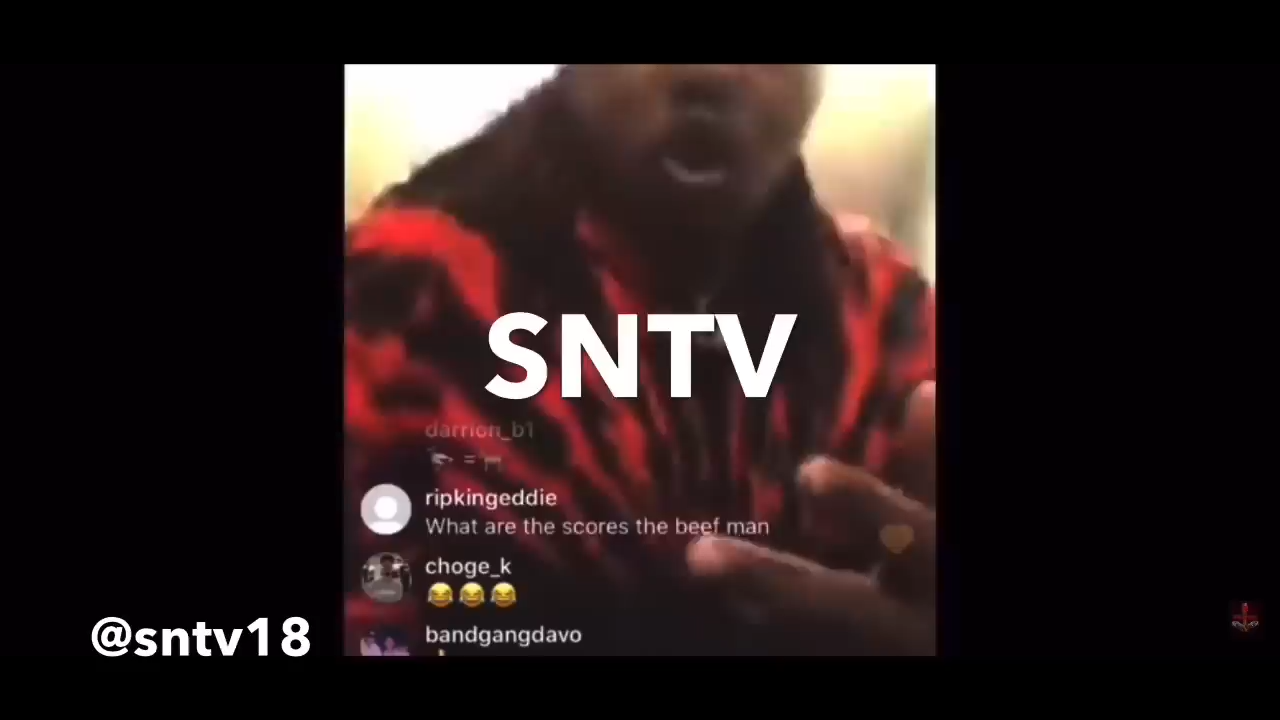 SNTV
darrion_b1
ripkingeddie
What are the scores the beef man
choge_k
😂😂😂
bandgangdavo
@sntv18